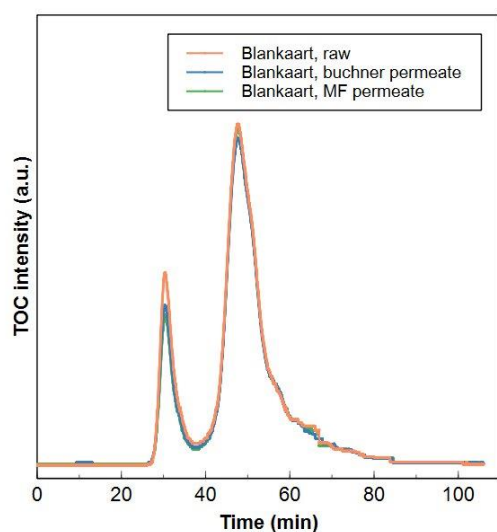 Blankaart, raw
Blankaart, buchner permeate
Blankaart, MF permeate
TOC intensity (a.u.)
0 20 40 60 80 100
Time (min)